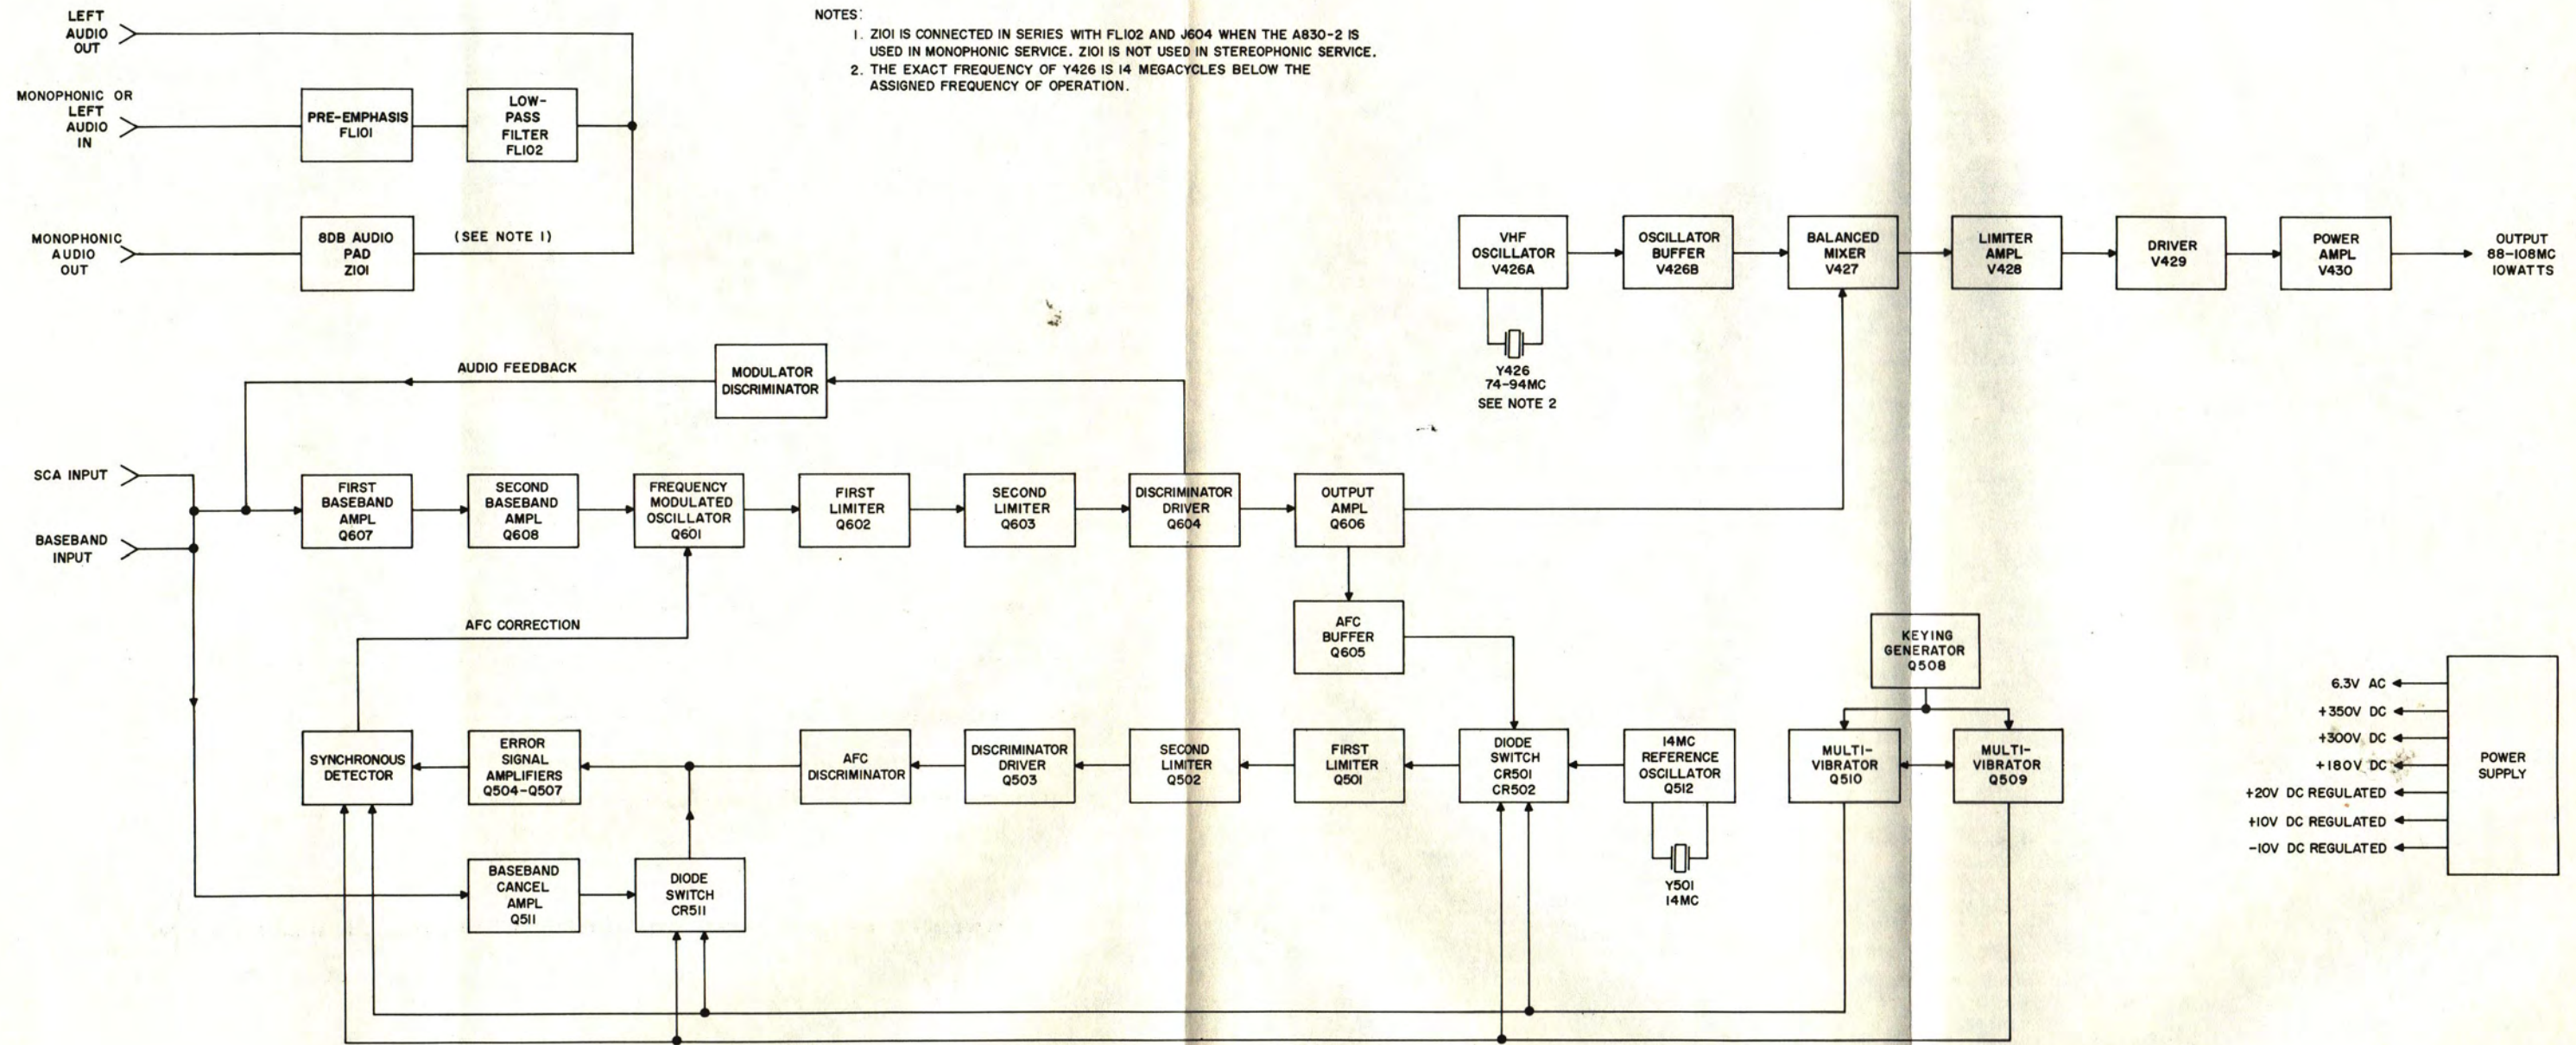 LEFT
AUDIO
OUT
MONOPHONIC OR
LEFT
AUDIO
IN
PRE-EMPHASIS
FL101
LOW-
PASS
FILTER
FL102
MONOPHONIC
AUDIO
OUT
8DB AUDIO
PAD
Z101
(SEE NOTE 1)
NOTES:
1. Z101 IS CONNECTED IN SERIES WITH FL102 AND J604 WHEN THE A830-2 IS
USED IN MONOPHONIC SERVICE. Z101 IS NOT USED IN STEREOPHONIC SERVICE.
2. THE EXACT FREQUENCY OF Y426 IS 14 MEGACYCLES BELOW THE
ASSIGNED FREQUENCY OF OPERATION.
VHF
OSCILLATOR
V426A
OSCILLATOR
BUFFER
V426B
BALANCED
MIXER
V427
LIMITER
AMPL
V428
DRIVER
V429
POWER
AMPL
V430
OUTPUT
88-108MC
10WATTS
Y426
74-94MC
SEE NOTE 2
AUDIO FEEDBACK
MODULATOR
DISCRIMINATOR
SCA INPUT
BASEBAND
INPUT
FIRST
BASEBAND
AMPL
Q607
SECOND
BASEBAND
AMPL
Q608
FREQUENCY
MODULATED
OSCILLATOR
Q601
FIRST
LIMITER
Q602
SECOND
LIMITER
Q603
DISCRIMINATOR
DRIVER
Q604
OUTPUT
AMPL
Q606
AFC CORRECTION
AFC
BUFFER
Q605
KEYING
GENERATOR
Q508
SYNCHRONOUS
DETECTOR
ERROR
SIGNAL
AMPLIFIERS
Q504-Q507
AFC
DISCRIMINATOR
DISCRIMINATOR
DRIVER
Q503
SECOND
LIMITER
Q502
FIRST
LIMITER
Q501
DIODE
SWITCH
CR501
CR502
14MC
REFERENCE
OSCILLATOR
Q512
MULTI-
VIBRATOR
Q510
MULTI-
VIBRATOR
Q509
Y501
14MC
BASEBAND
CANCEL
AMPL
Q511
DIODE
SWITCH
CR511
6.3V AC
+350V DC
+300V DC
+180V DC
+20V DC REGULATED
+10V DC REGULATED
-10V DC REGULATED
POWER
SUPPLY